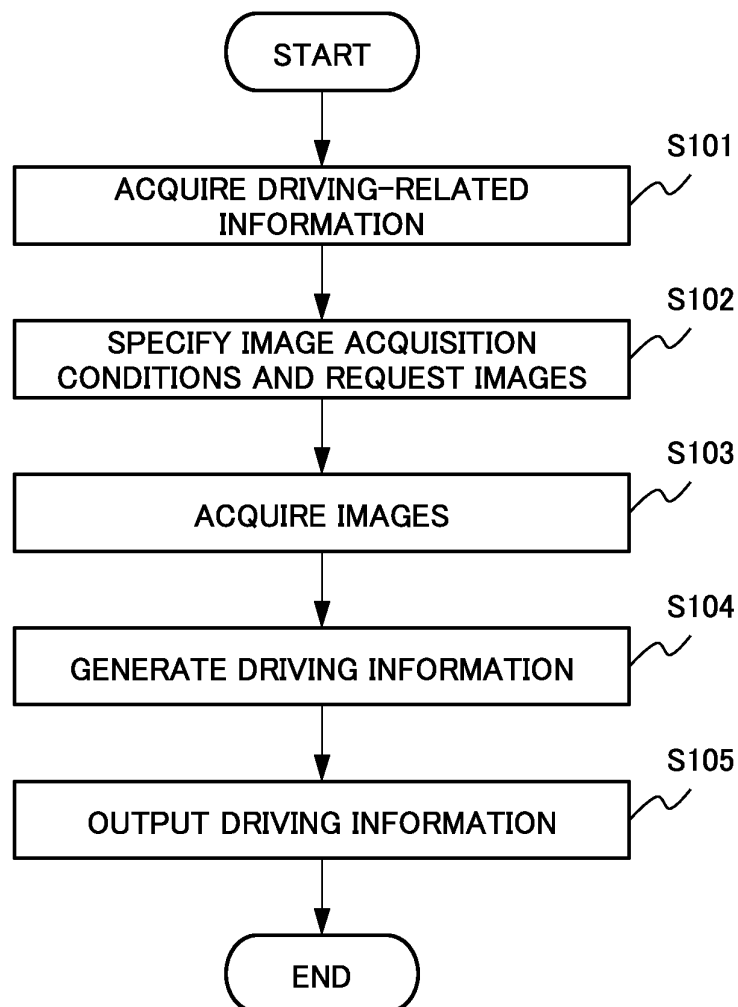 START
S101
ACQUIRE DRIVING-RELATED
INFORMATION
S102
SPECIFY IMAGE ACQUISITION
CONDITIONS AND REQUEST IMAGES
S103
ACQUIRE IMAGES
S104
GENERATE DRIVING INFORMATION
S105
OUTPUT DRIVING INFORMATION
END